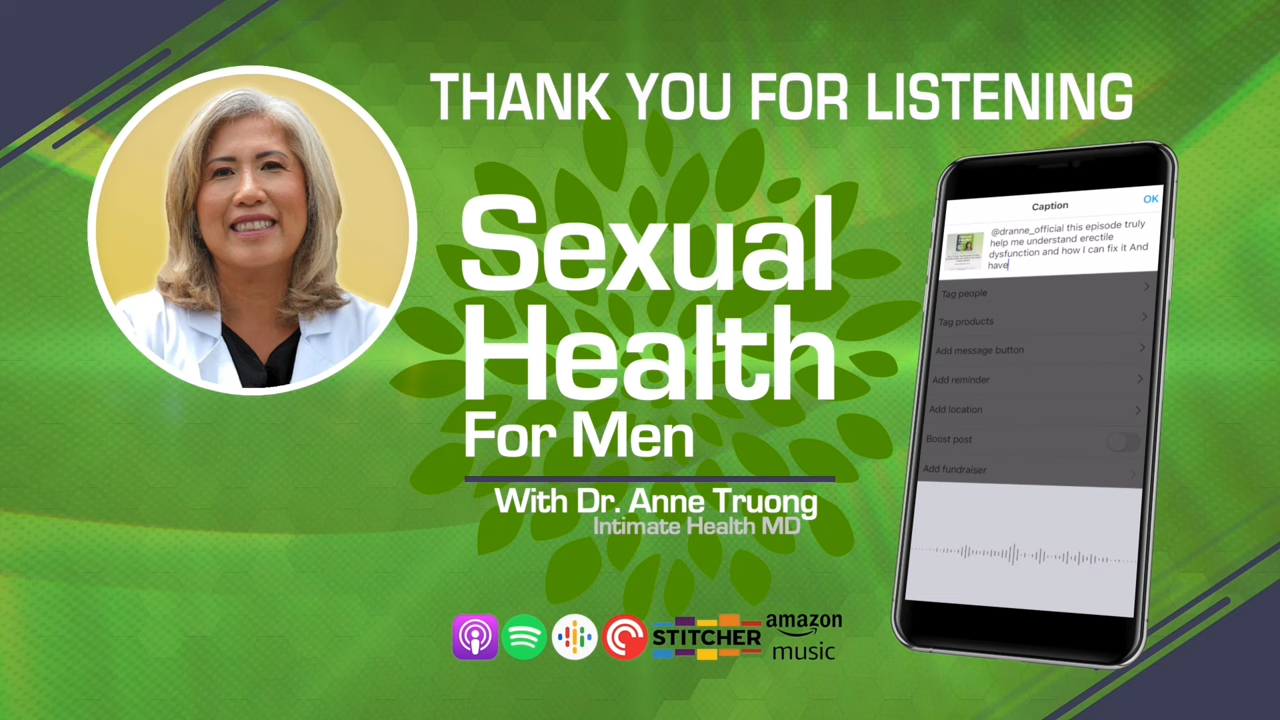 THANK YOU FOR LISTENING
Sexual
Health
For Men
With Dr. Anne Truong
Intimate Health MD
STITCHER
amazon
music
Caption
OK
@dranne_official this episode truly
help me understand erectile
dysfunction and how I can fix it And
have
Tag people
Tag products
Add message button
Add reminder
Add location
Boost post
Add fundraiser